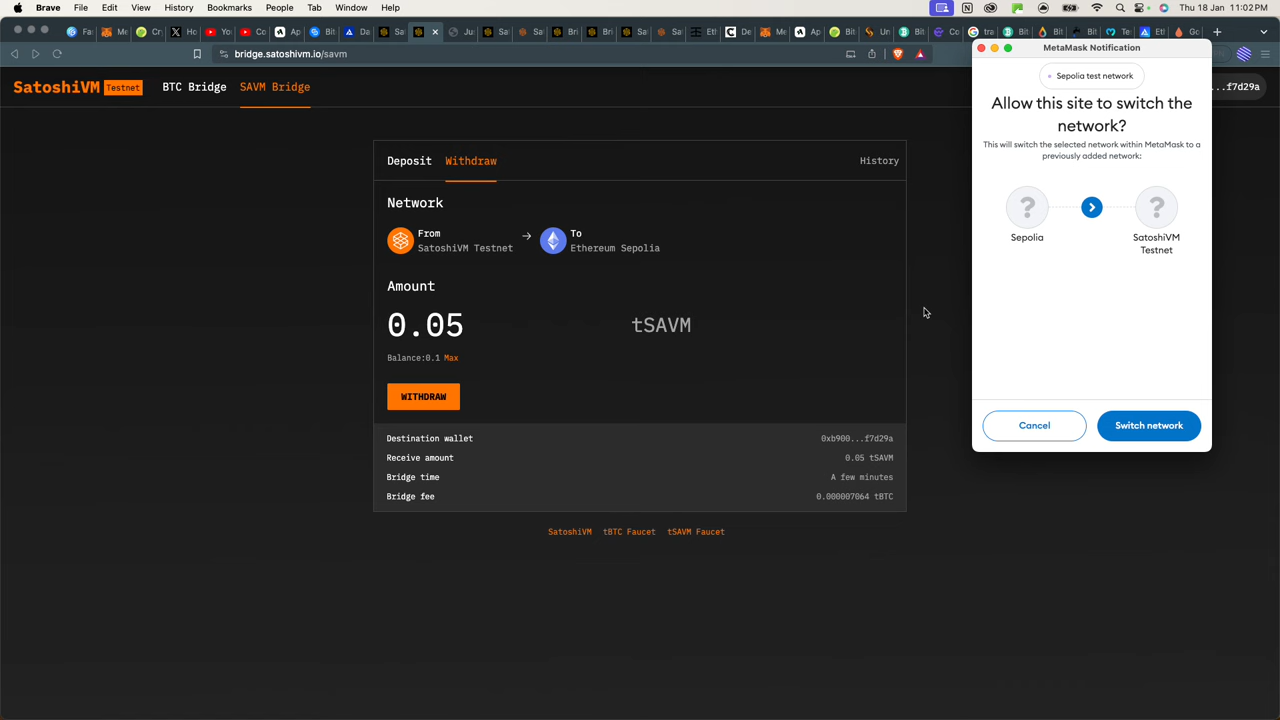 Brave File Edit View History Bookmarks People Tab Window Help
Thu 18 Jan 11:02 PM
bridge.satoshivm.io/savm
SatoshiVM Testnet
BTC Bridge
SAVM Bridge
...f7d29a
Deposit
Withdraw
History
Network
From
SatoshiVM Testnet
To
Ethereum Sepolia
Amount
0.05
tSAVM
Balance:0.1 Max
WITHDRAW
Destination wallet
0xb900...f7d29a
Receive amount
0.05 tSAVM
Bridge time
A few minutes
Bridge fee
0.000007064 tBTC
SatoshiVM
tBTC Faucet
tSAVM Faucet
MetaMask Notification
Sepolia test network
Allow this site to switch the
network?
This will switch the selected network within MetaMask to a
previously added network:
?
?
Sepolia
SatoshiVM
Testnet
Cancel
Switch network